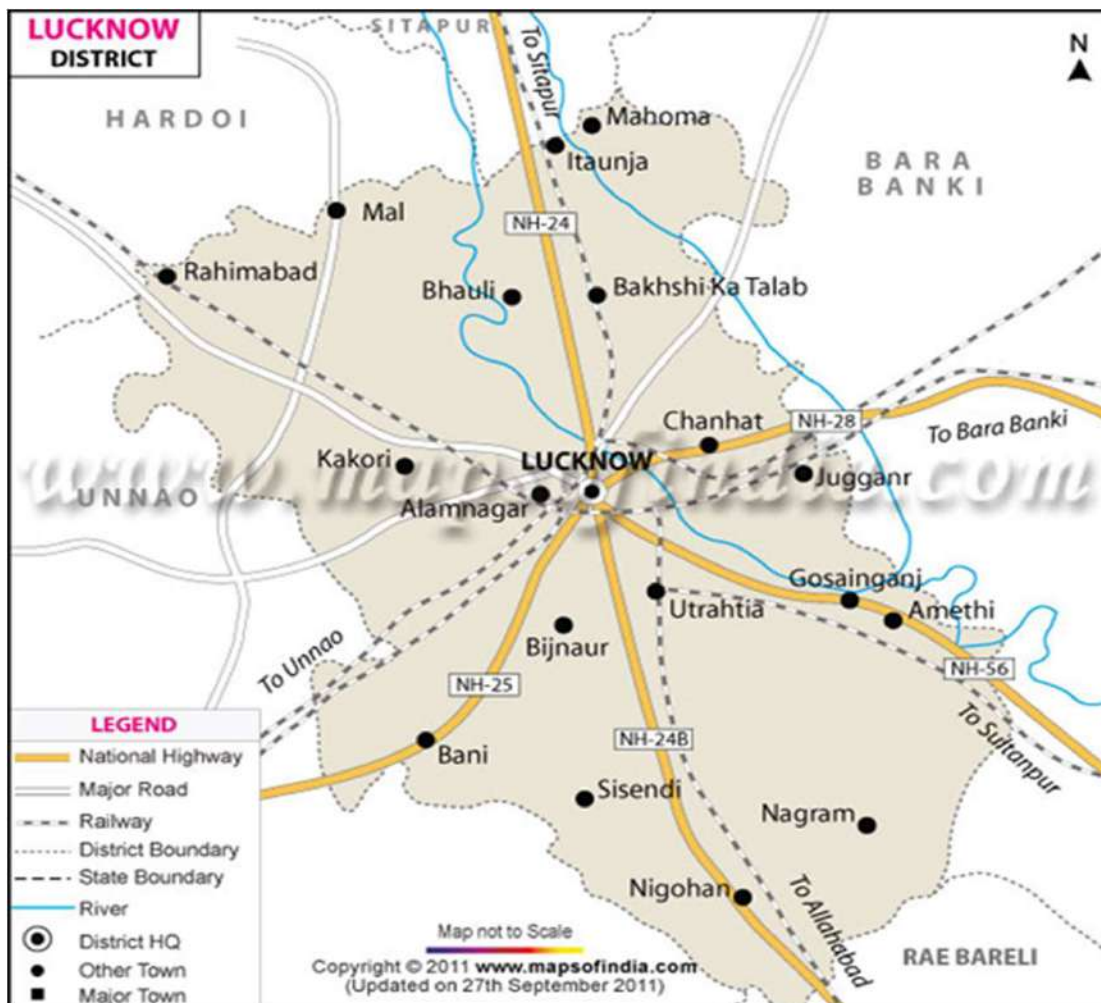 LUCKNOW
DISTRICT
SITAPUR
To Sitapur
N
HARDOI
Mahoma
Itaunja
BARA
BANKI
Mal
NH-24
Rahimabad
Bhauli
Bakhshi Ka Talab
Chanhat
NH-28
To Bara Banki
Kakori
LUCKNOW
Jugganr
www.mapsofindia.com
UNNAO
Alamnagar
Gosainganj
Utrahtia
Amethi
Bijnaur
To Unnao
NH-25
NH-56
LEGEND
National Highway
Major Road
Railway
District Boundary
State Boundary
River
District HQ
Other Town
Major Town
NH-24B
To Sultanpur
Bani
Sisendi
Nagram
Nigohan
To Allahabad
RAE BARELI
Map not to Scale
Copyright © 2011 www.mapsofindia.com
(Updated on 27th September 2011)